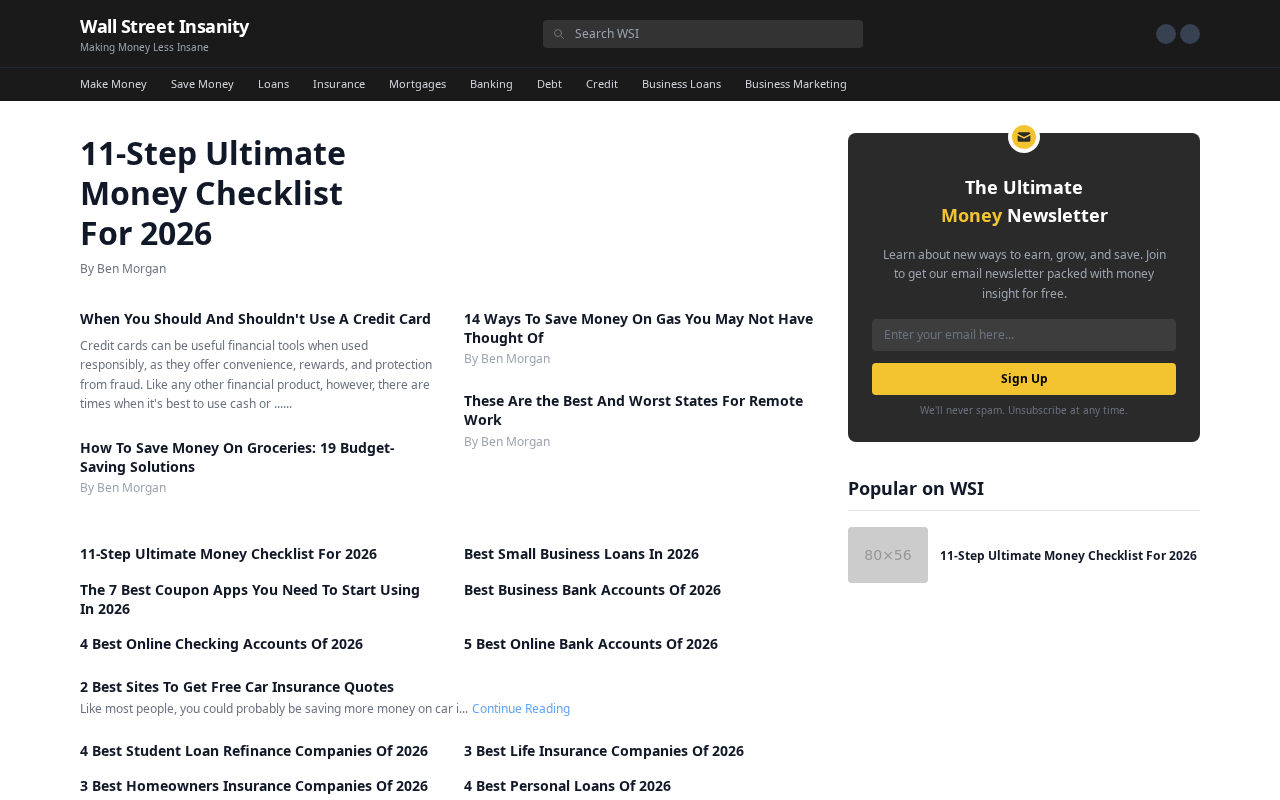 Wall Street Insanity
Making Money Less Insane
Search WSI
Make Money Save Money Loans Insurance Mortgages Banking Debt Credit Business Loans Business Marketing
11-Step Ultimate
Money Checklist
For 2026
By Ben Morgan
When You Should And Shouldn't Use A Credit Card
Credit cards can be useful financial tools when used
responsibly, as they offer convenience, rewards, and protection
from fraud. Like any other financial product, however, there are
times when it's best to use cash or ......
How To Save Money On Groceries: 19 Budget-
Saving Solutions
By Ben Morgan
14 Ways To Save Money On Gas You May Not Have
Thought Of
By Ben Morgan
These Are the Best And Worst States For Remote
Work
By Ben Morgan
11-Step Ultimate Money Checklist For 2026
Best Small Business Loans In 2026
The 7 Best Coupon Apps You Need To Start Using
In 2026
Best Business Bank Accounts Of 2026
4 Best Online Checking Accounts Of 2026
5 Best Online Bank Accounts Of 2026
2 Best Sites To Get Free Car Insurance Quotes
Like most people, you could probably be saving more money on car i... Continue Reading
4 Best Student Loan Refinance Companies Of 2026
3 Best Life Insurance Companies Of 2026
3 Best Homeowners Insurance Companies Of 2026
4 Best Personal Loans Of 2026
The Ultimate
Money Newsletter
Learn about new ways to earn, grow, and save. Join
to get our email newsletter packed with money
insight for free.
Enter your email here...
Sign Up
We'll never spam. Unsubscribe at any time.
Popular on WSI
80×56
11-Step Ultimate Money Checklist For 2026